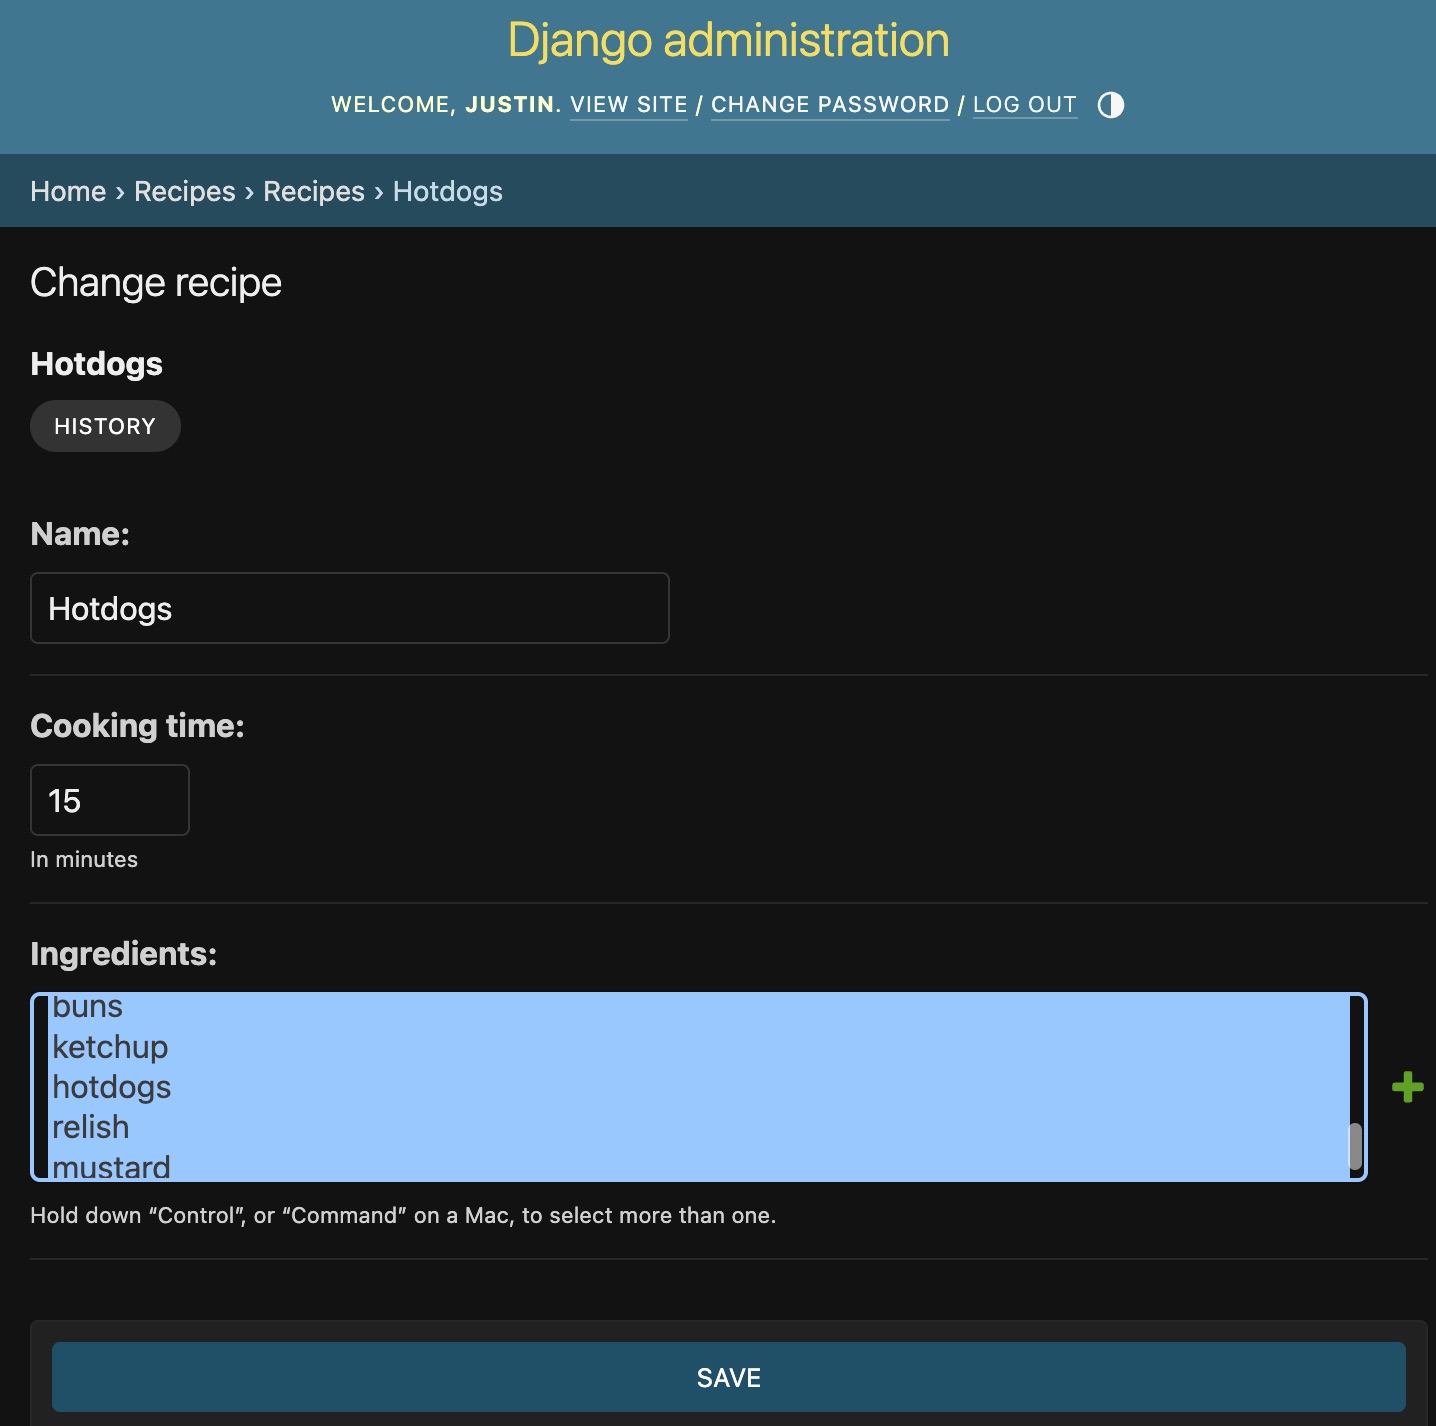 Django administration
WELCOME, JUSTIN. VIEW SITE / CHANGE PASSWORD / LOG OUT
Home › Recipes › Recipes › Hotdogs
Change recipe
Hotdogs
HISTORY
Name:
Hotdogs
Cooking time:
15
In minutes
Ingredients:
buns
ketchup
hotdogs
relish
mustard
Hold down “Control”, or “Command” on a Mac, to select more than one.
SAVE